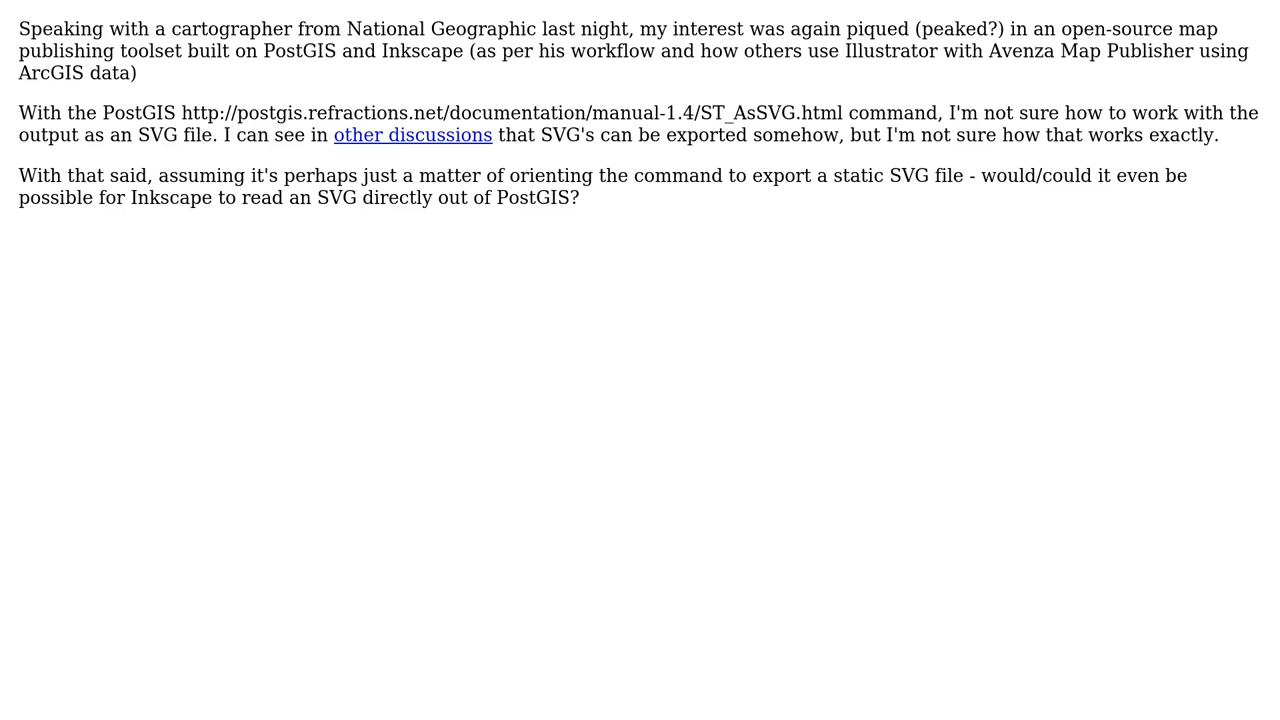 Speaking with a cartographer from National Geographic last night, my interest was again piqued (peaked?) in an open-source map
publishing toolset built on PostGIS and Inkscape (as per his workflow and how others use Illustrator with Avenza Map Publisher using
ArcGIS data)
With the PostGIS http://postgis.refractions.net/documentation/manual-1.4/ST_AsSVG.html command, I'm not sure how to work with the
output as an SVG file. I can see in other discussions that SVG's can be exported somehow, but I'm not sure how that works exactly.
With that said, assuming it's perhaps just a matter of orienting the command to export a static SVG file - would/could it even be
possible for Inkscape to read an SVG directly out of PostGIS?